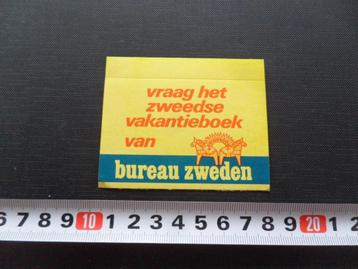 vraag het
zweedse
vakantieboek
van
bureau zweden
6 7 8 9 10 1 2 3 4 5 6 7 8 9 20 1 2